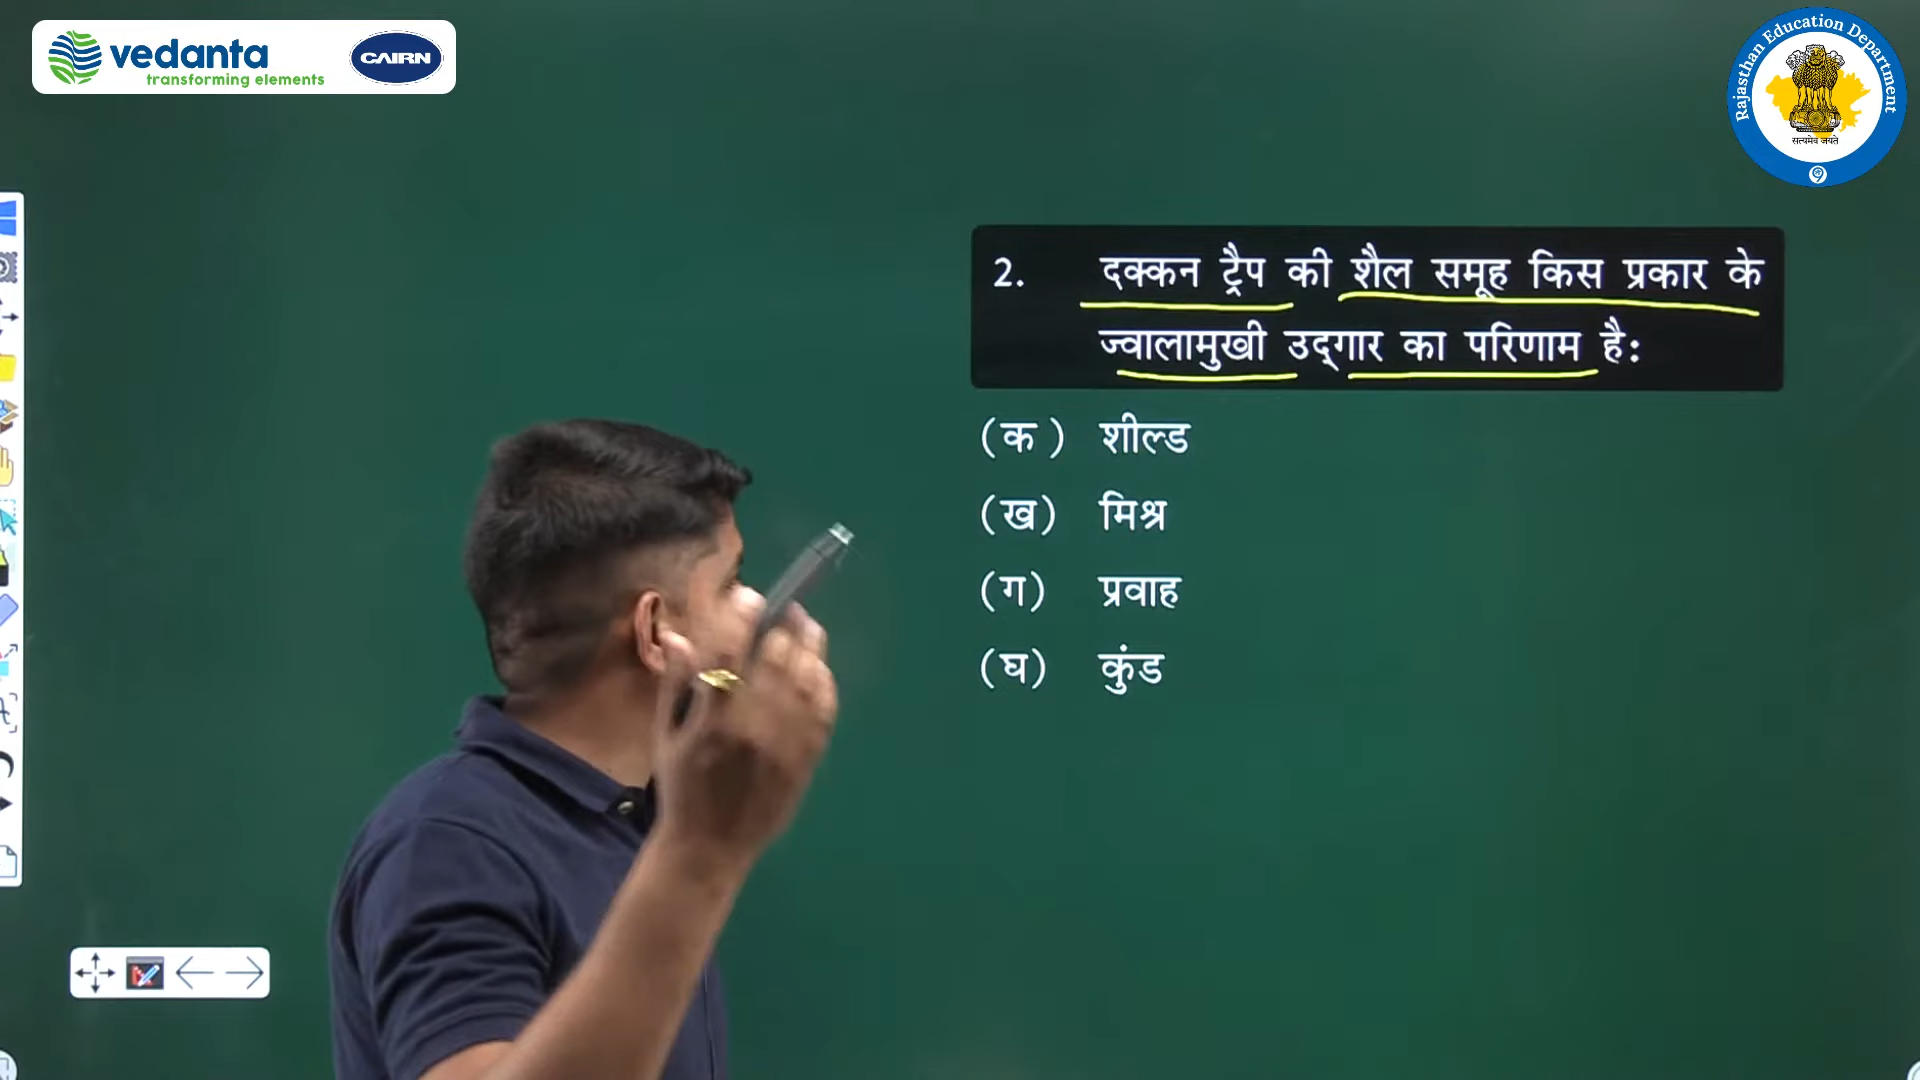 vedanta
transforming elements
CAIRN
Rajasthan Education Department
सत्यमेव जयते
2. दक्कन ट्रैप की शैल समूह किस प्रकार के
ज्वालामुखी उद्‌गार का परिणाम है:
(क) शील्ड
(ख) मिश्र
(ग) प्रवाह
(घ) कुंड